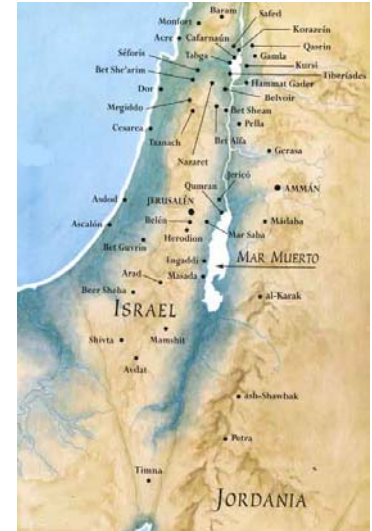 Baram
Safed
Monfort
Korazein
Acre
Cafarnaún
Qasrin
Séforis
Tabga
Gamla
Kursi
Bet She'arim
Tiberíades
Dor
Hammat Gader
Belvoir
Megiddo
Bet Shean
Cesarea
Pella
Taanach
Bet Alfa
Gerasa
Nazaret
Jericó
Qumran
AMMÁN
Asdod
JERUSALÉN
Ascalón
Belén
Mádaba
Mar Saba
Herodion
Bet Guvrin
Engaddi
MAR MUERTO
Arad
Masada
Beer Sheba
al-Karak
ISRAEL
Shivta
Mamshit
Avdat
ash-Shawbak
Petra
Timna
JORDANIA